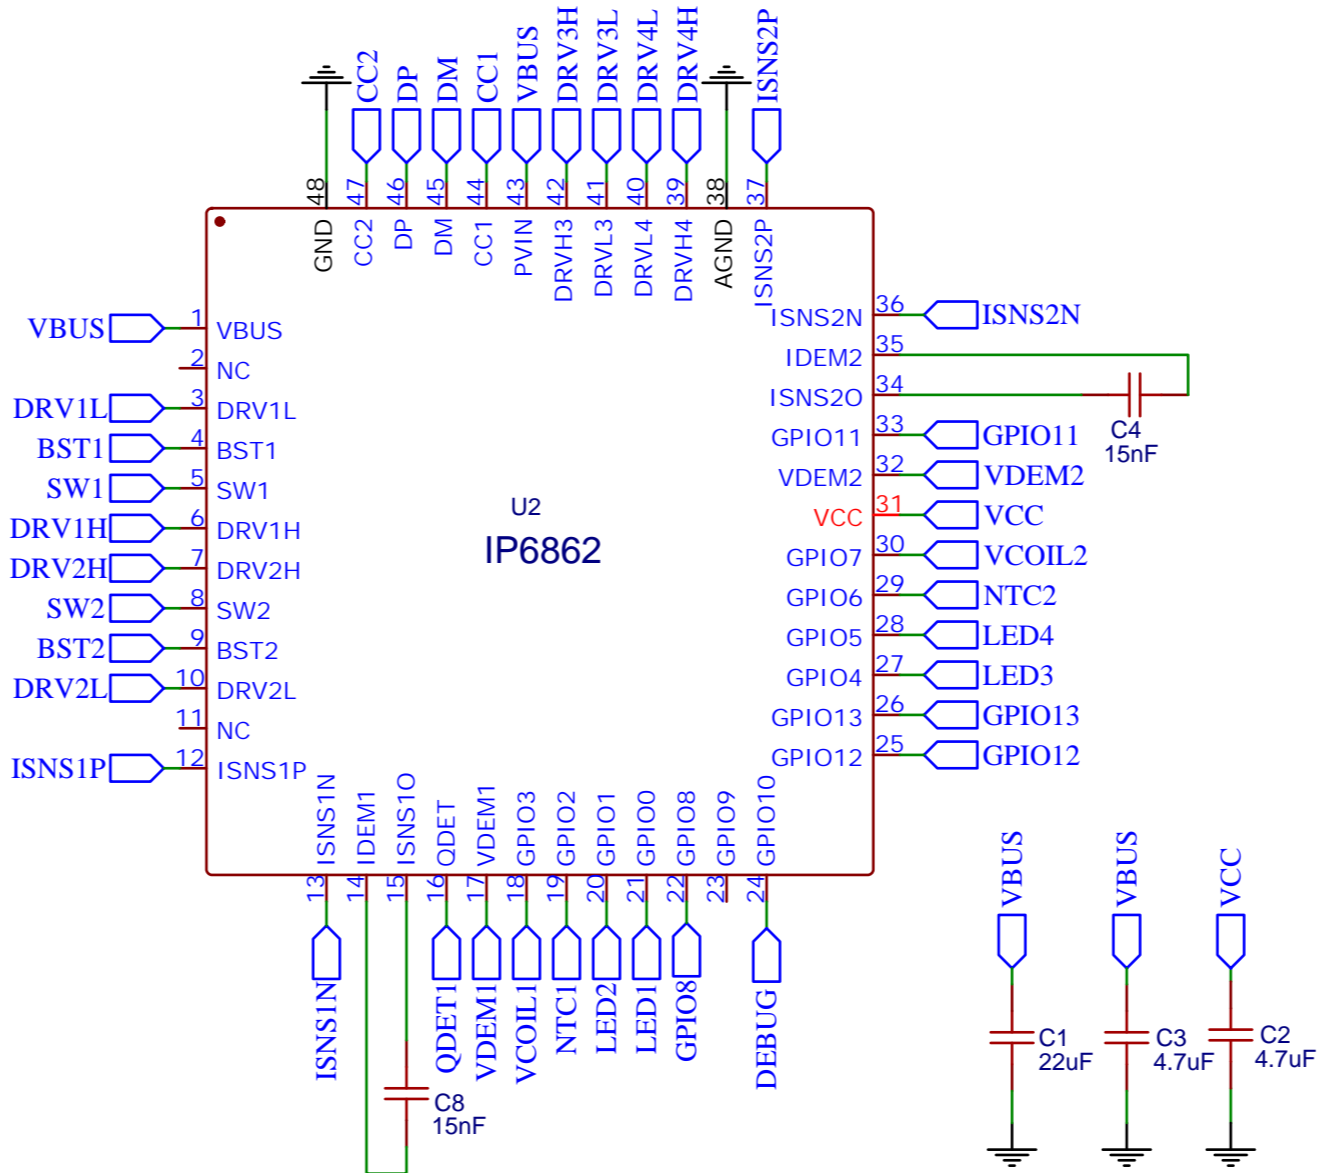 CC2
DP
DM
CC1
VBUS
DRV3H
DRV3L
DRV4L
DRV4H
ISNS2P
48
47
46
45
44
43
42
41
40
39
38
37
GND
CC2
DP
DM
CC1
PVIN
DRVH3
DRVL3
DRVL4
DRVH4
AGND
ISNS2P
VBUS 1 VBUS
2 NC
DRV1L 3 DRV1L
BST1 4 BST1
SW1 5 SW1
DRV1H 6 DRV1H
DRV2H 7 DRV2H
SW2 8 SW2
BST2 9 BST2
DRV2L 10 DRV2L
11 NC
ISNS1P 12 ISNS1P
U2
IP6862
ISNS2N 36 ISNS2N
IDEM2 35
ISNS2O 34
C4
15nF
GPIO11 33 GPIO11
VDEM2 32 VDEM2
VCC 31 VCC
GPIO7 30 VCOIL2
GPIO6 29 NTC2
GPIO5 28 LED4
GPIO4 27 LED3
GPIO13 26 GPIO13
GPIO12 25 GPIO12
ISNS1N
IDEM1
ISNS1O
QDET
VDEM1
GPIO3
GPIO2
GPIO1
GPIO0
GPIO8
GPIO9
GPIO10
13
14
15
16
17
18
19
20
21
22
23
24
ISNS1N
QDET1
VDEM1
VCOIL1
NTC1
LED2
LED1
GPIO8
DEBUG
C8
15nF
VBUS
C1
22uF
VBUS
C3
4.7uF
VCC
C2
4.7uF